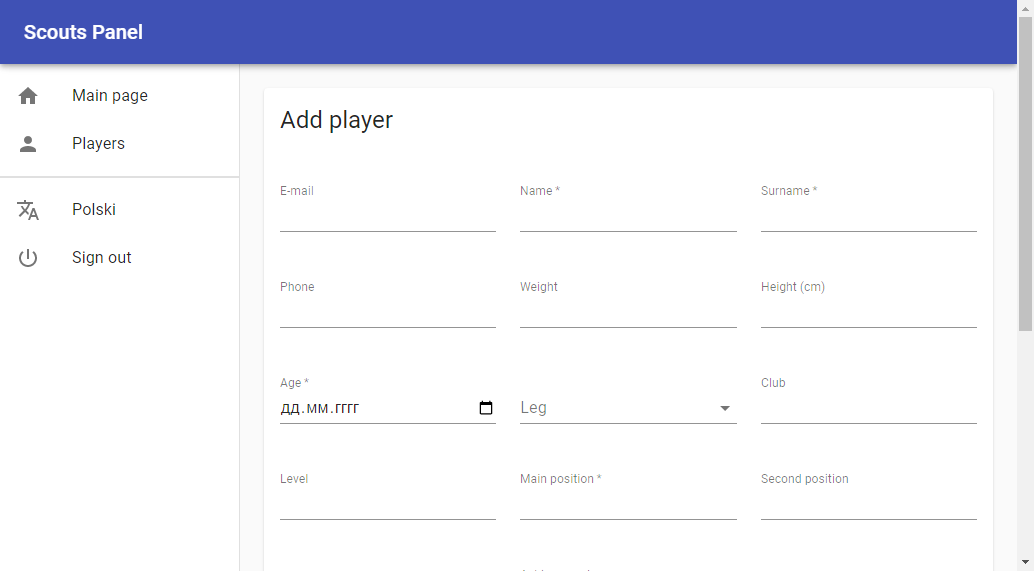 Scouts Panel
Main page
Players
Polski
Sign out
Add player
E-mail
Name *
Surname *
Phone
Weight
Height (cm)
Age *
дд.мм.гггг
Leg
Club
Level
Main position *
Second position